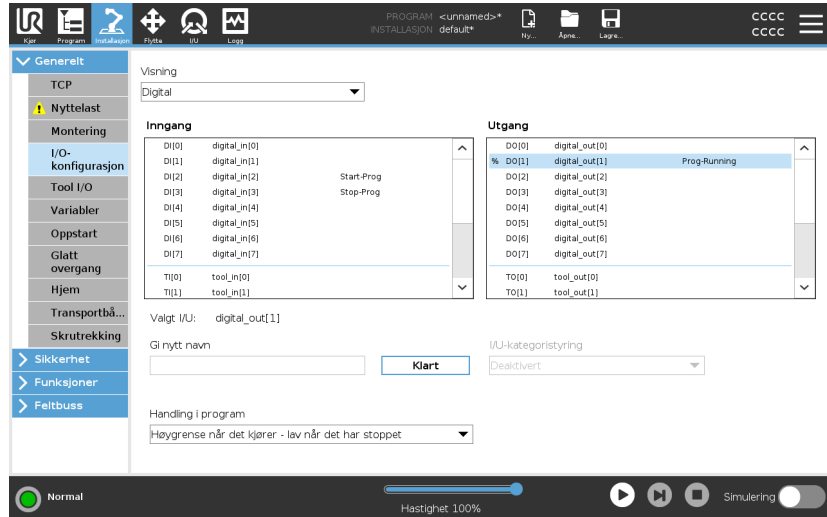 PROGRAM <unnamed>*
INSTALLASJON default*
CCCC
CCCC
Kjør Program Installasjon Flytte I/U Logg Ny... Åpne... Lagre...
Generelt
TCP
Nyttelast
Montering
I/O-
konfigurasjon
Tool I/O
Variabler
Oppstart
Glatt
overgang
Hjem
Transportbå...
Skrutrekking
Sikkerhet
Funksjoner
Feltbuss
Visning
Digital
Inngang
DI[0] digital_in[0]
DI[1] digital_in[1]
DI[2] digital_in[2] Start-Prog
DI[3] digital_in[3] Stop-Prog
DI[4] digital_in[4]
DI[5] digital_in[5]
DI[6] digital_in[6]
DI[7] digital_in[7]
TI[0] tool_in[0]
TI[1] tool_in[1]
Utgang
DO[0] digital_out[0]
% DO[1] digital_out[1] Prog-Running
DO[2] digital_out[2]
DO[3] digital_out[3]
DO[4] digital_out[4]
DO[5] digital_out[5]
DO[6] digital_out[6]
DO[7] digital_out[7]
TO[0] tool_out[0]
TO[1] tool_out[1]
Valgt I/U: digital_out[1]
Gi nytt navn
Klart
I/U-kategoristyring
Deaktivert
Handling i program
Høygrense når det kjører - lav når det har stoppet
Normal
Hastighet 100%
Simulering